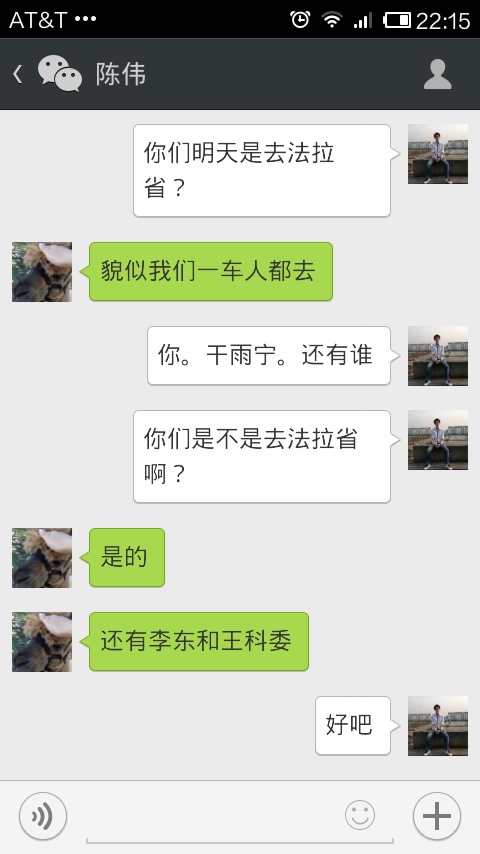 AT&T 22:15
陈伟
你们明天是去法拉
省？
貌似我们一车人都去
你。干雨宁。还有谁
你们是不是去法拉省
啊？
是的
还有李东和王科委
好吧